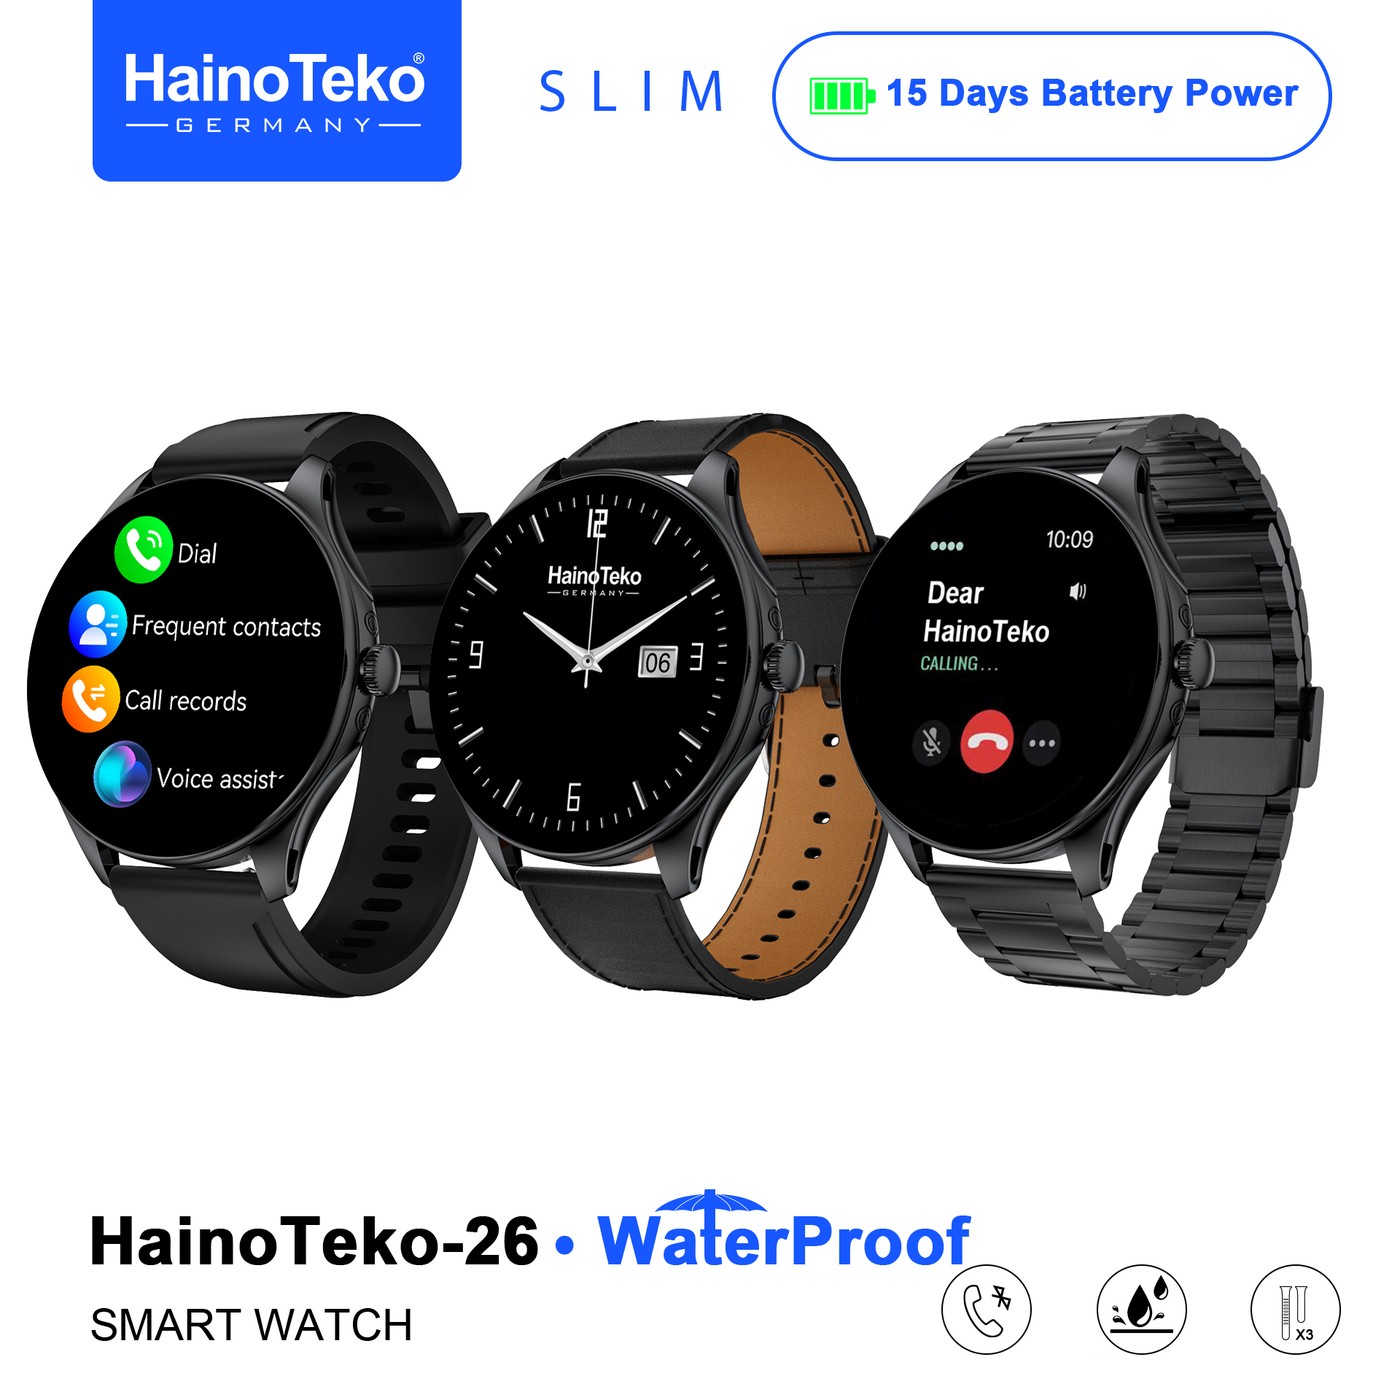 HainoTeko®
GERMANY
SLIM
15 Days Battery Power
Dial
Frequent contacts
Call records
Voice assist
12
HainoTeko
GERMANY
9
06
3
6
10:09
Dear
HainoTeko
CALLING...
HainoTeko-26 • WaterProof
SMART WATCH
X3